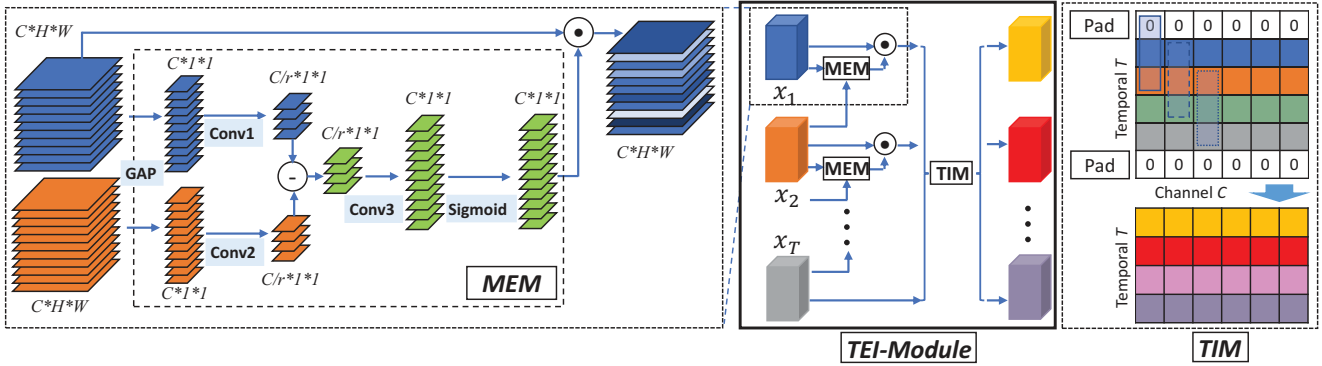 C*H*W
C*1*1
C/r*1*1
Conv1
GAP
C/r*1*1
C*1*1
C*1*1
-
Conv3
Sigmoid
C*H*W
Conv2
C/r*1*1
C*1*1
C*H*W
MEM
MEM
x1
MEM
x2
xT
TIM
TEI-Module
Pad
0 0 0 0 0 0
Temporal T
Pad
0 0 0 0 0 0
Channel C
Temporal T
TIM